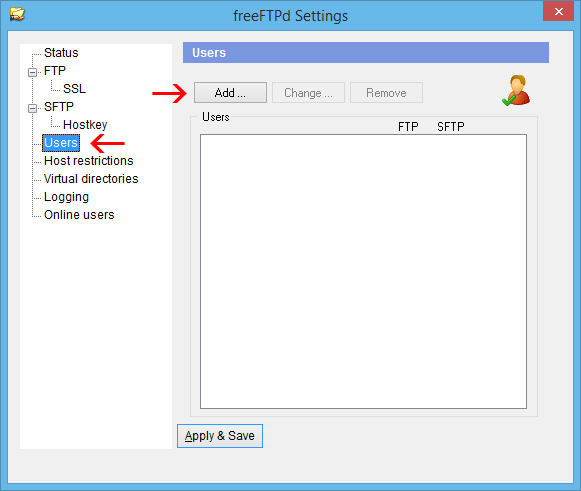 freeFTPd Settings
Status
FTP
SSL
SFTP
Hostkey
Users
Host restrictions
Virtual directories
Logging
Online users
Users
Add ... Change ... Remove
Users
FTP SFTP
Apply & Save